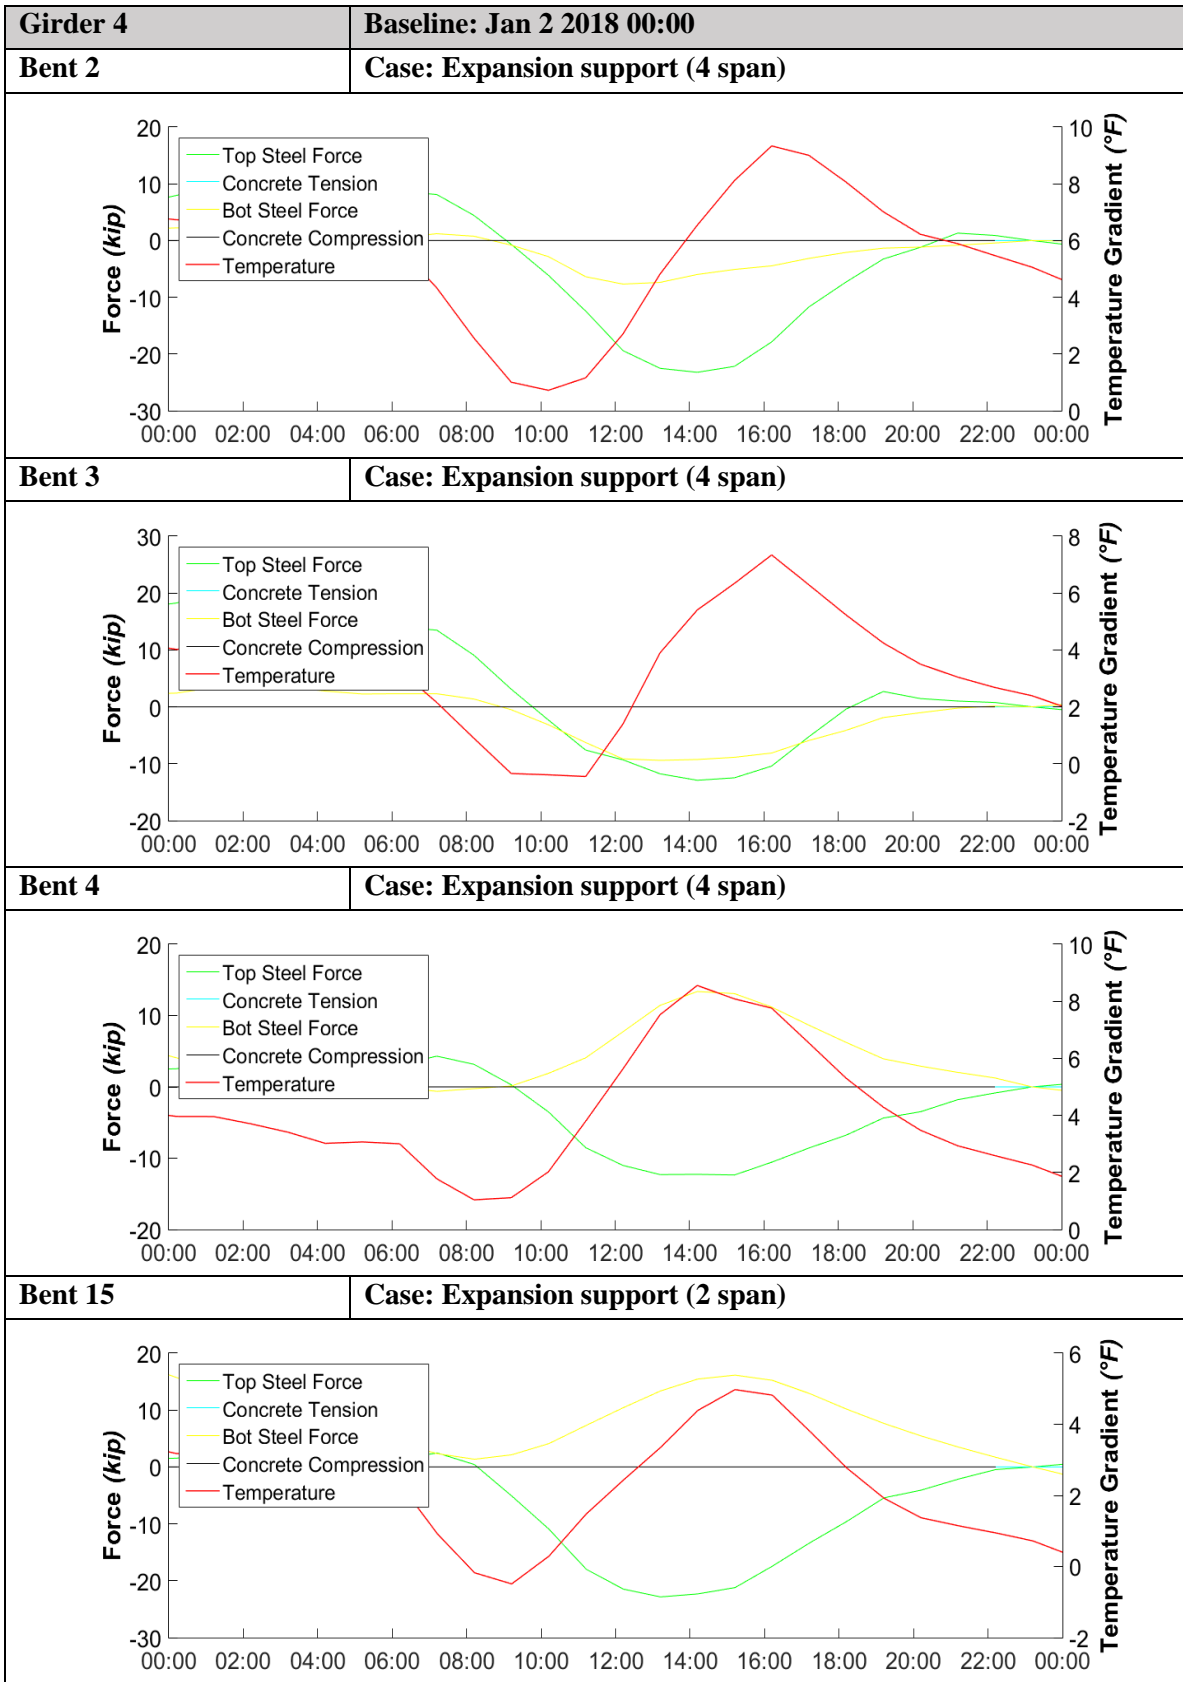 Girder 4 Baseline: Jan 2 2018 00:00
Bent 2 Case: Expansion support (4 span)
20 10 0 -10 -20 -30
Force (kip)
Top Steel Force
Concrete Tension
Bot Steel Force
Concrete Compression
Temperature
10 8 6 4 2 0
Temperature Gradient (°F)
00:00 02:00 04:00 06:00 08:00 10:00 12:00 14:00 16:00 18:00 20:00 22:00 00:00
Bent 3 Case: Expansion support (4 span)
30 20 10 0 -10 -20
Force (kip)
Top Steel Force
Concrete Tension
Bot Steel Force
Concrete Compression
Temperature
8 6 4 2 0 -2
Temperature Gradient (°F)
00:00 02:00 04:00 06:00 08:00 10:00 12:00 14:00 16:00 18:00 20:00 22:00 00:00
Bent 4 Case: Expansion support (4 span)
20 10 0 -10 -20
Force (kip)
Top Steel Force
Concrete Tension
Bot Steel Force
Concrete Compression
Temperature
10 8 6 4 2 0
Temperature Gradient (°F)
00:00 02:00 04:00 06:00 08:00 10:00 12:00 14:00 16:00 18:00 20:00 22:00 00:00
Bent 15 Case: Expansion support (2 span)
20 10 0 -10 -20 -30
Force (kip)
Top Steel Force
Concrete Tension
Bot Steel Force
Concrete Compression
Temperature
6 4 2 0 -2
Temperature Gradient (°F)
00:00 02:00 04:00 06:00 08:00 10:00 12:00 14:00 16:00 18:00 20:00 22:00 00:00